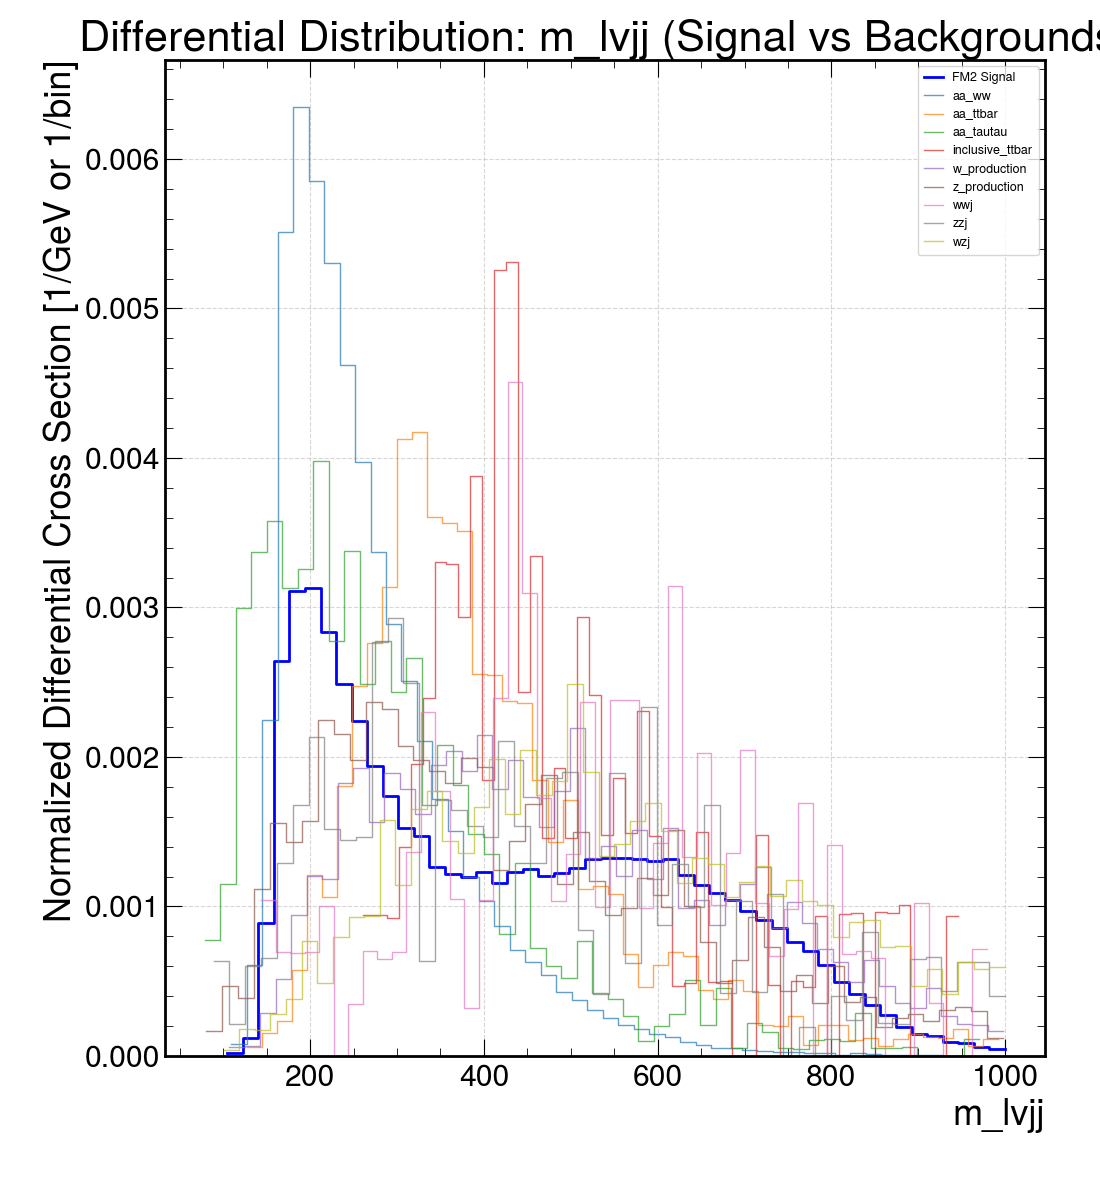 Differential Distribution: m_lvjj (Signal vs Backgrounds
Normalized Differential Cross Section [1/GeV or 1/bin]
0.006
0.005
0.004
0.003
0.002
0.001
0.000
200
400
600
800
1000
m_lvjj
FM2 Signal
aa_ww
aa_ttbar
aa_tautau
inclusive_ttbar
w_production
z_production
wwj
zzj
wzj